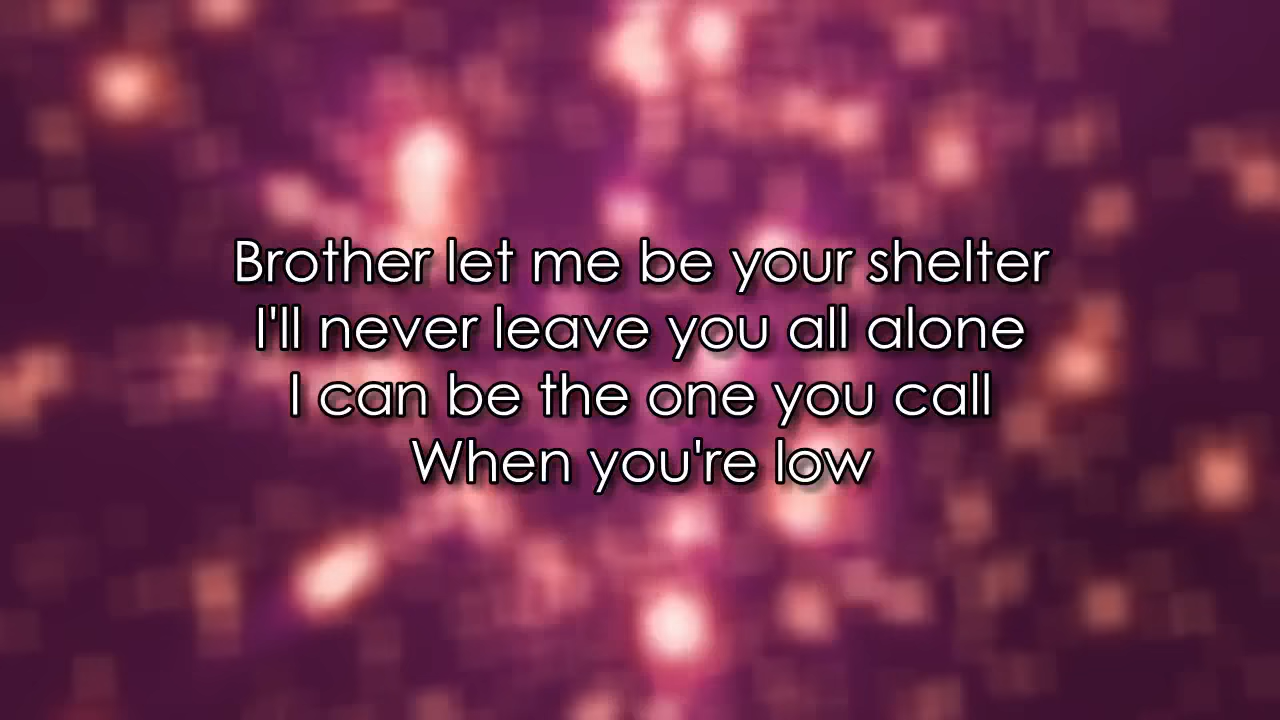 Brother let me be your shelter
I'll never leave you all alone
I can be the one you call
When you're low